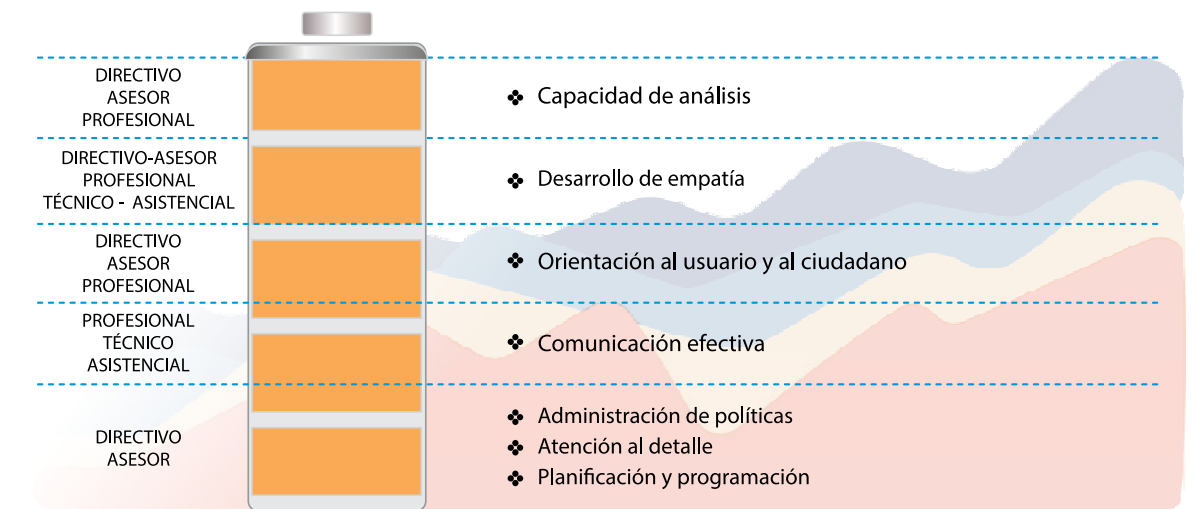 DIRECTIVO
ASESOR
PROFESIONAL
❖ Capacidad de análisis
DIRECTIVO-ASESOR
PROFESIONAL
TÉCNICO - ASISTENCIAL
❖ Desarrollo de empatía
DIRECTIVO
ASESOR
PROFESIONAL
❖ Orientación al usuario y al ciudadano
PROFESIONAL
TÉCNICO
ASISTENCIAL
❖ Comunicación efectiva
DIRECTIVO
ASESOR
❖ Administración de políticas
❖ Atención al detalle
❖ Planificación y programación